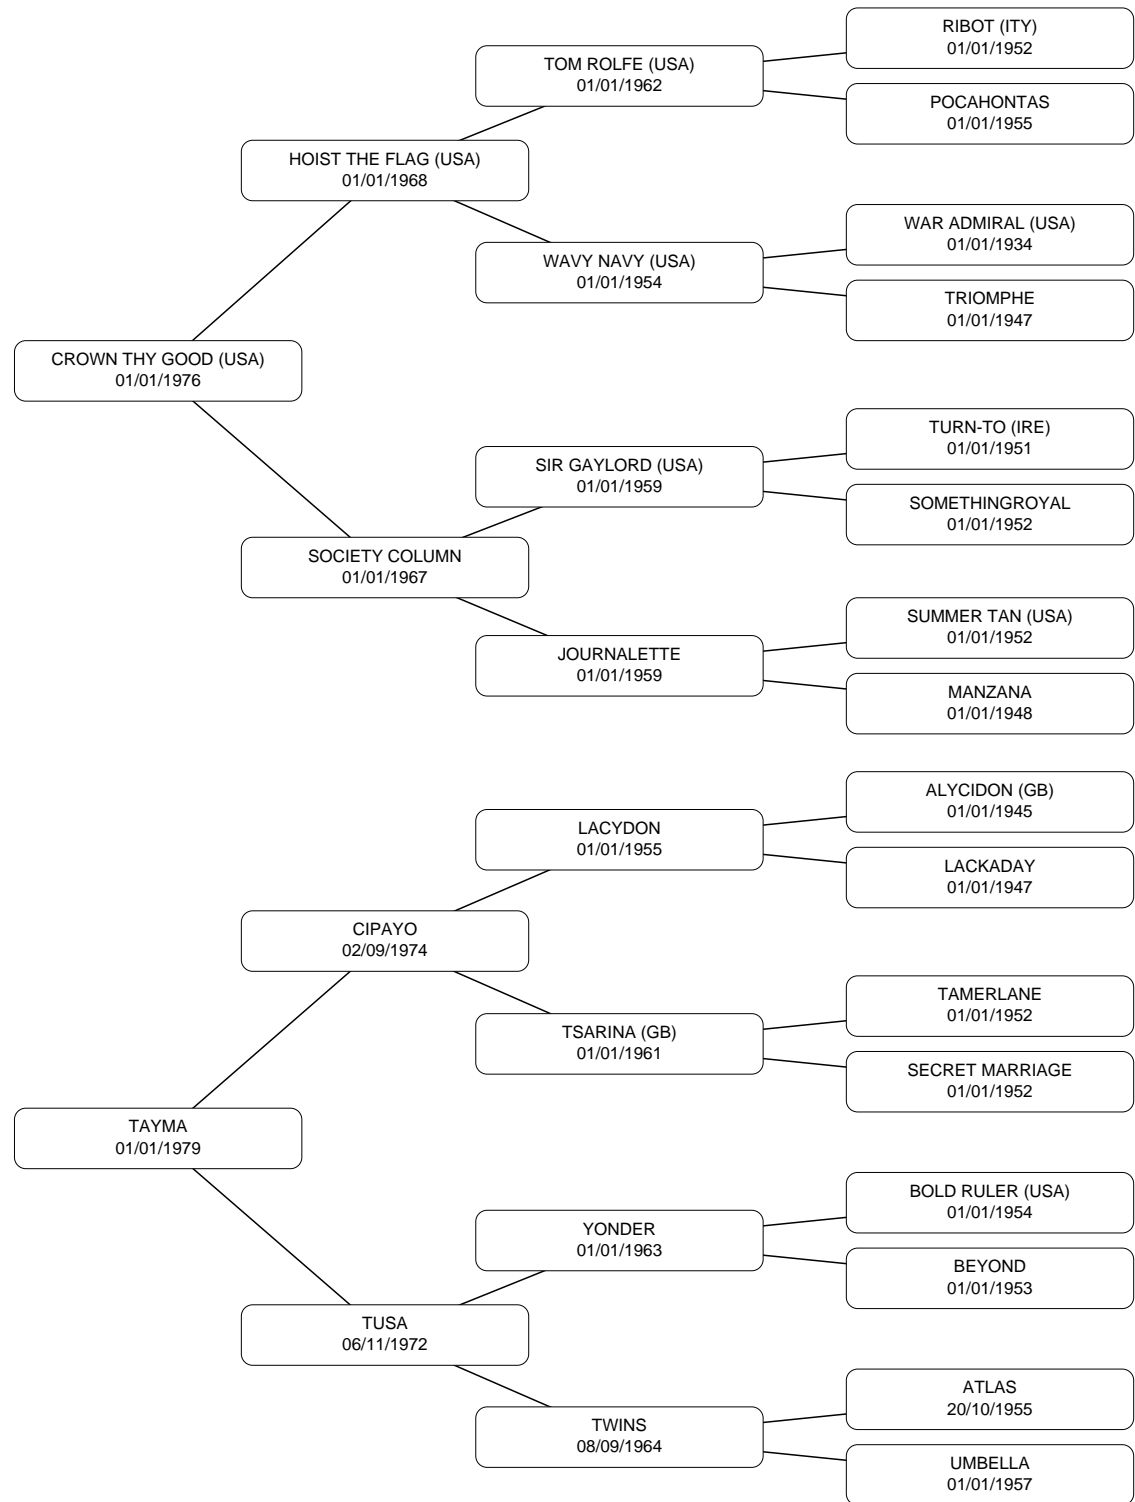 RIBOT (ITY)
01/01/1952
TOM ROLFE (USA)
01/01/1962
POCAHONTAS
01/01/1955
HOIST THE FLAG (USA)
01/01/1968
WAR ADMIRAL (USA)
01/01/1934
WAVY NAVY (USA)
01/01/1954
TRIOMPHE
01/01/1947
CROWN THY GOOD (USA)
01/01/1976
TURN-TO (IRE)
01/01/1951
SIR GAYLORD (USA)
01/01/1959
SOMETHINGROYAL
01/01/1952
SOCIETY COLUMN
01/01/1967
SUMMER TAN (USA)
01/01/1952
JOURNALETTE
01/01/1959
MANZANA
01/01/1948
ALYCIDON (GB)
01/01/1945
LACYDON
01/01/1955
LACKADAY
01/01/1947
CIPAYO
02/09/1974
TAMERLANE
01/01/1952
TSARINA (GB)
01/01/1961
SECRET MARRIAGE
01/01/1952
TAYMA
01/01/1979
BOLD RULER (USA)
01/01/1954
YONDER
01/01/1963
BEYOND
01/01/1953
TUSA
06/11/1972
ATLAS
20/10/1955
TWINS
08/09/1964
UMBELLA
01/01/1957